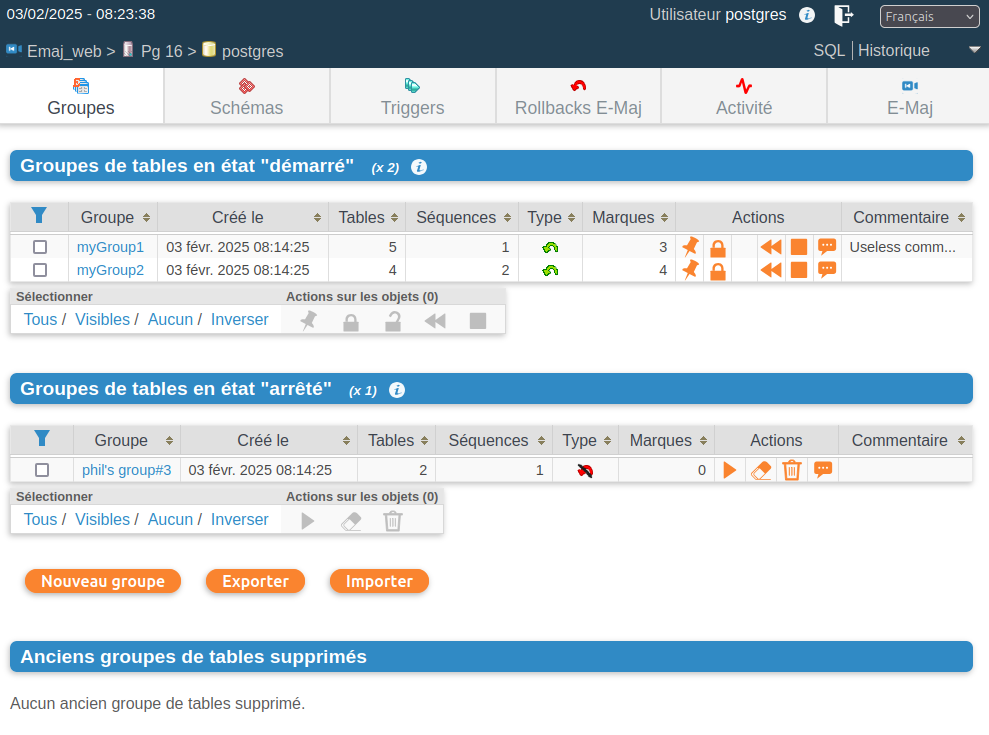 03/02/2025 - 08:23:38 Utilisateur postgres Français
Emaj_web > Pg 16 > postgres SQL | Historique
Groupes Schémas Triggers Rollbacks E-Maj Activité E-Maj
Groupes de tables en état "démarré" (x 2)
Groupe Créé le Tables Séquences Type Marques Actions Commentaire
myGroup1 03 févr. 2025 08:14:25 5 1 3 Useless comm...
myGroup2 03 févr. 2025 08:14:25 4 2 4
Sélectionner Actions sur les objets (0)
Tous / Visibles / Aucun / Inverser
Groupes de tables en état "arrêté" (x 1)
Groupe Créé le Tables Séquences Type Marques Actions Commentaire
phil's group#3 03 févr. 2025 08:14:25 2 1 0
Sélectionner Actions sur les objets (0)
Tous / Visibles / Aucun / Inverser
Nouveau groupe Exporter Importer
Anciens groupes de tables supprimés
Aucun ancien groupe de tables supprimé.